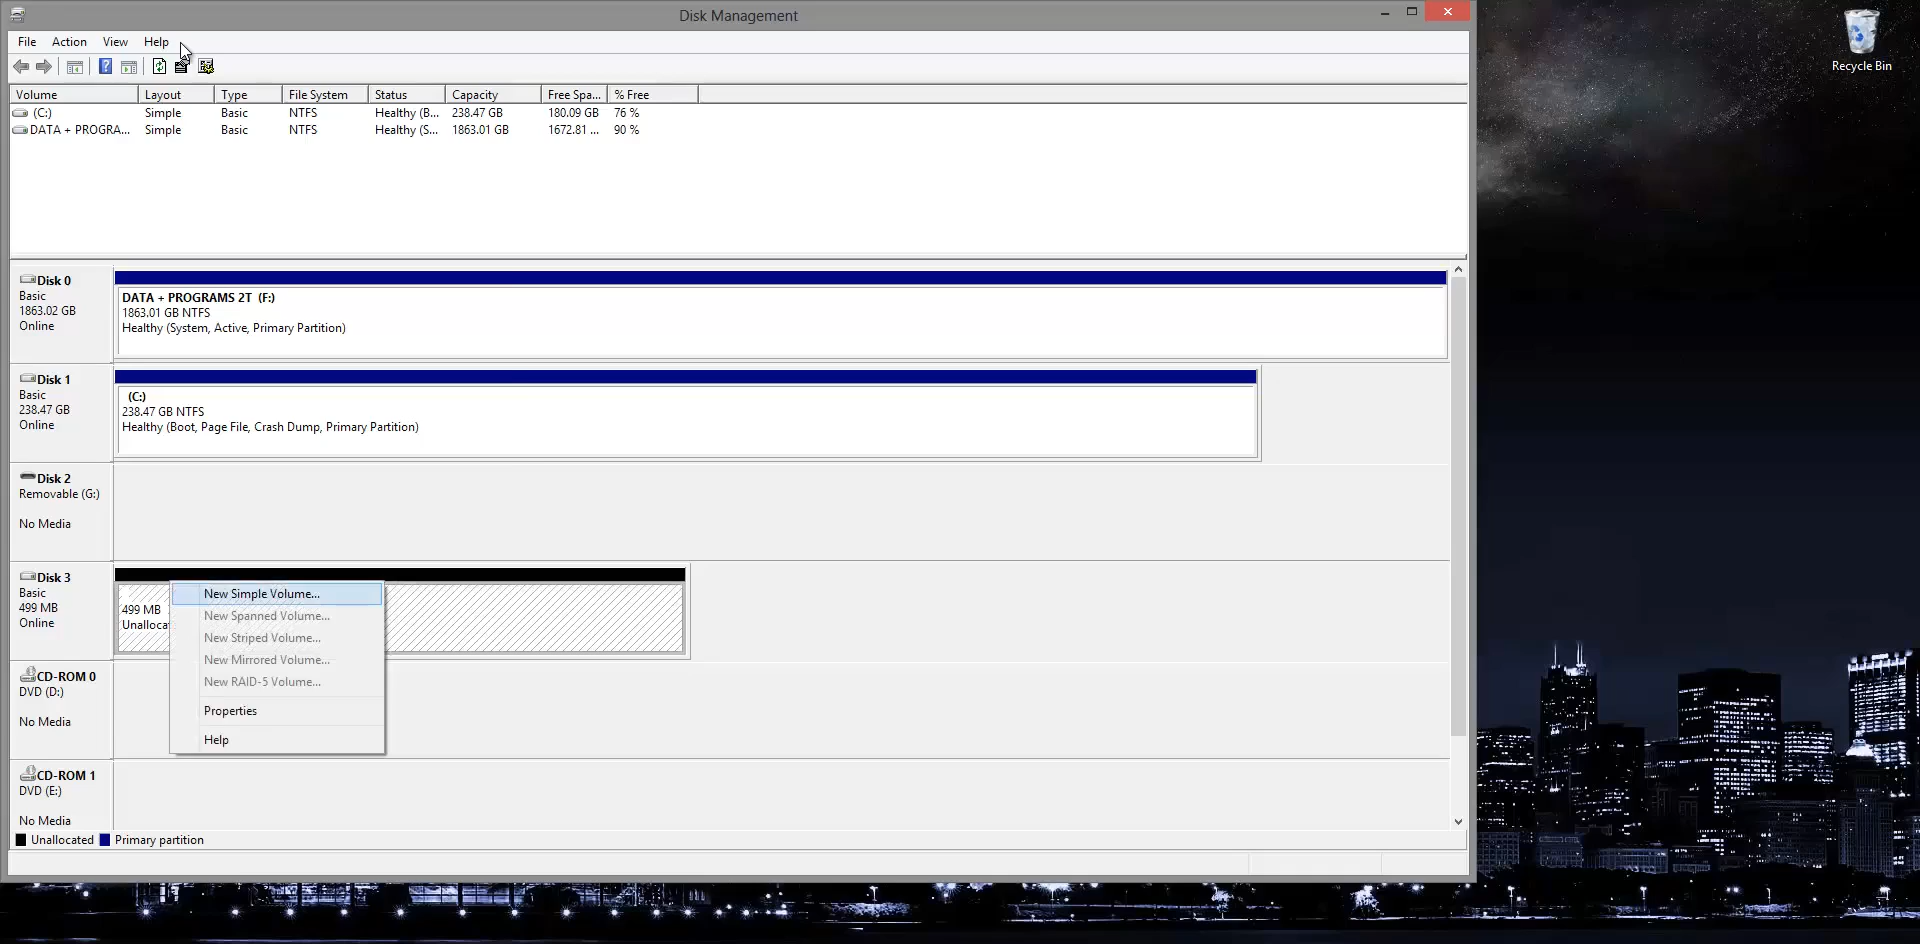 Disk Management
Recycle Bin
File Action View Help
Volume Layout Type File System Status Capacity Free Spa... % Free
(C:) Simple Basic NTFS Healthy (B... 238.47 GB 180.09 GB 76 %
DATA + PROGRA... Simple Basic NTFS Healthy (S... 1863.01 GB 1672.81 ... 90 %
Disk 0
Basic
1863.02 GB
Online
DATA + PROGRAMS 2T (F:)
1863.01 GB NTFS
Healthy (System, Active, Primary Partition)
Disk 1
Basic
238.47 GB
Online
(C:)
238.47 GB NTFS
Healthy (Boot, Page File, Crash Dump, Primary Partition)
Disk 2
Removable (G:)
No Media
Disk 3
Basic
499 MB
Online
499 MB
Unalloca
New Simple Volume...
New Spanned Volume...
New Striped Volume...
New Mirrored Volume...
New RAID-5 Volume...
Properties
Help
CD-ROM 0
DVD (D:)
No Media
CD-ROM 1
DVD (E:)
No Media
Unallocated Primary partition